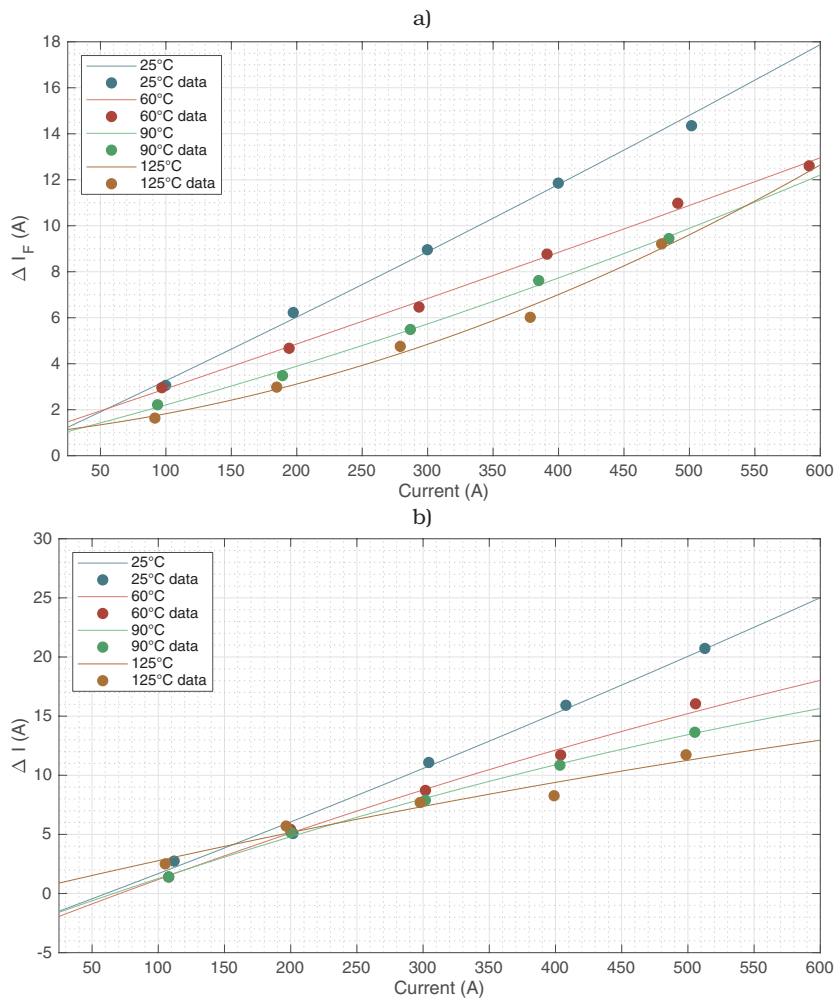 a)
18
16
14
12
10
8
6
4
2
0
Δ I_F (A)
25°C
25°C data
60°C
60°C data
90°C
90°C data
125°C
125°C data
50 100 150 200 250 300 350 400 450 500 550 600
Current (A)
b)
30
25
20
15
10
5
0
-5
Δ I (A)
25°C
25°C data
60°C
60°C data
90°C
90°C data
125°C
125°C data
50 100 150 200 250 300 350 400 450 500 550 600
Current (A)